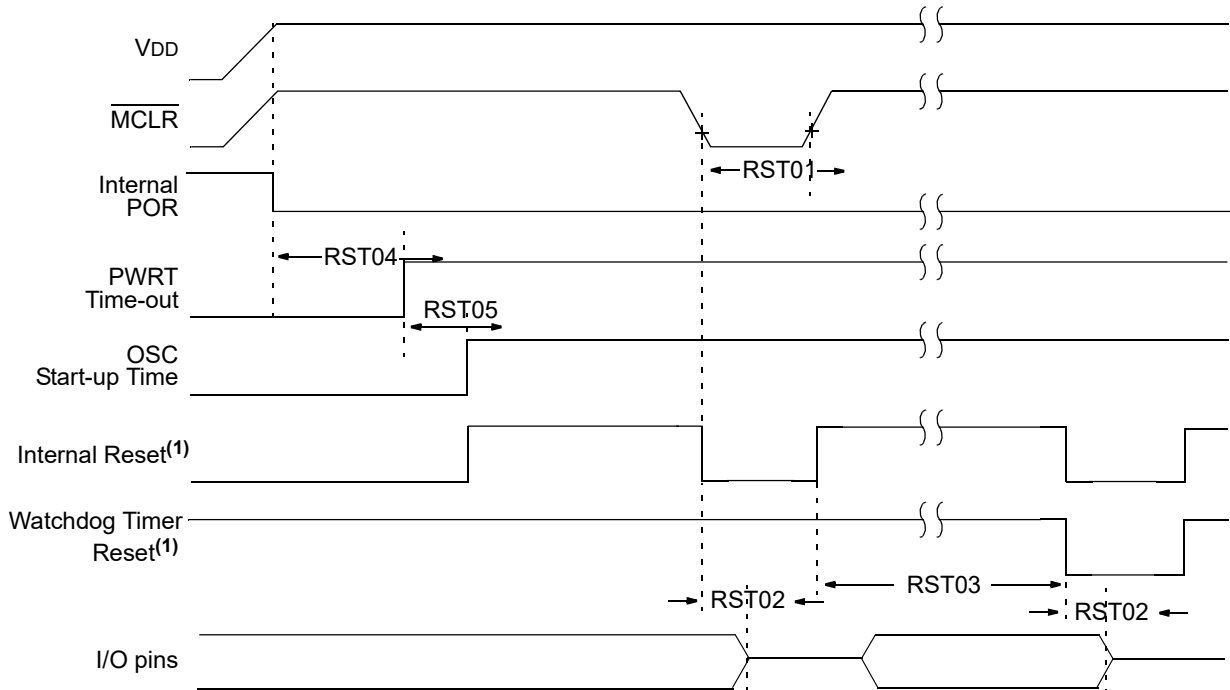 VDD
MCLR
RST01
Internal
POR
RST04
PWRT
Time-out
RST05
OSC
Start-up Time
Internal Reset(1)
Watchdog Timer
Reset(1)
RST03
RST02
RST02
I/O pins